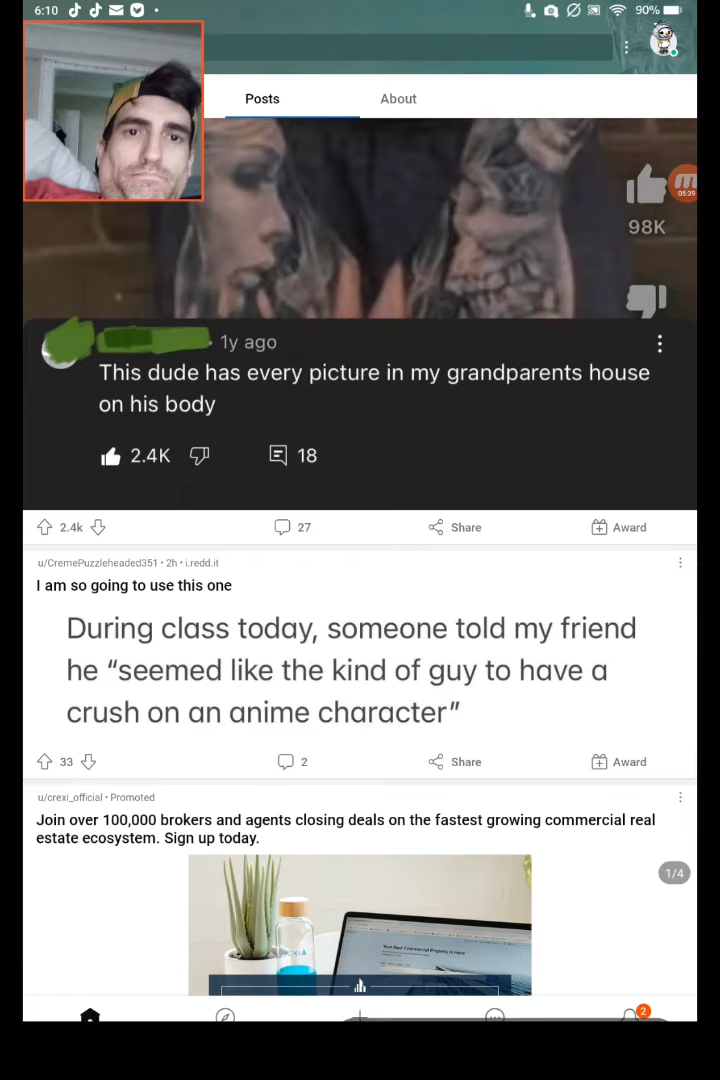 6:10
90%
Posts
About
98K
05:39
1y ago
This dude has every picture in my grandparents house
on his body
2.4K
18
2.4k
27
Share
Award
u/CremePuzzleheaded351 • 2h • i.redd.it
I am so going to use this one
During class today, someone told my friend
he “seemed like the kind of guy to have a
crush on an anime character”
33
2
Share
Award
u/crexi_official • Promoted
Join over 100,000 brokers and agents closing deals on the fastest growing commercial real
estate ecosystem. Sign up today.
1/4
2